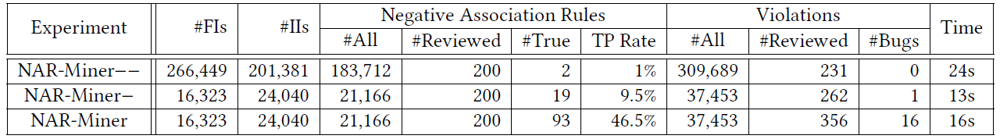 Experiment #FIs #IIs Negative Association Rules Violations Time
#All #Reviewed #True TP Rate #All #Reviewed #Bugs
NAR-Miner−− 266,449 201,381 183,712 200 2 1% 309,689 231 0 24s
NAR-Miner− 16,323 24,040 21,166 200 19 9.5% 37,453 262 1 13s
NAR-Miner 16,323 24,040 21,166 200 93 46.5% 37,453 356 16 16s